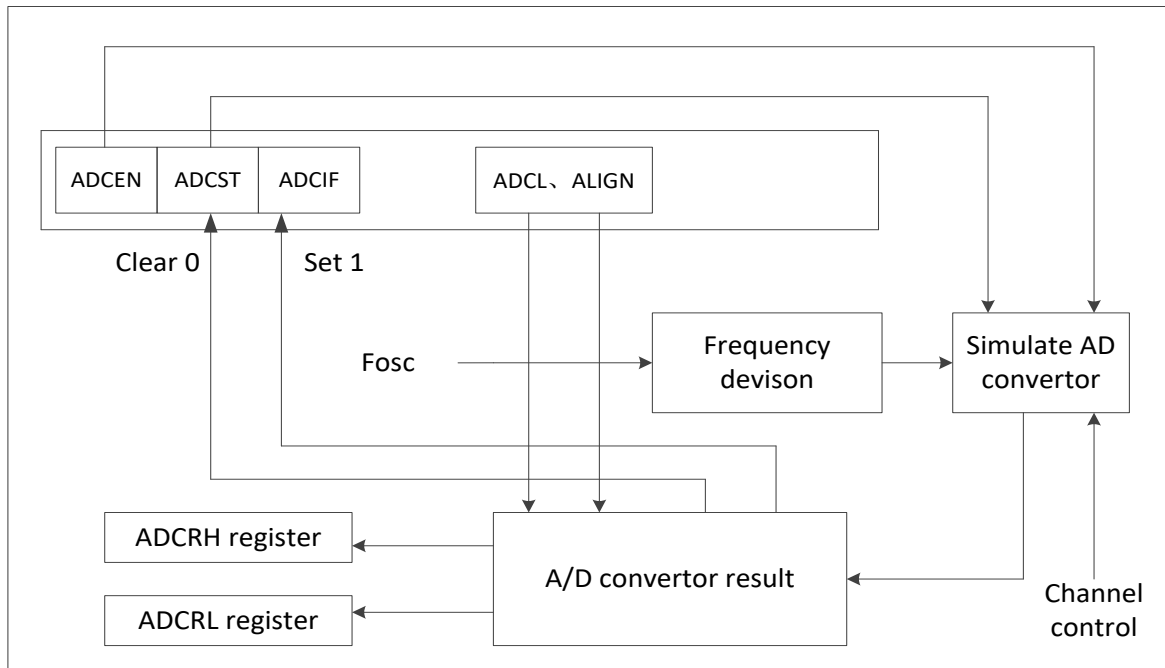 ADCEN
ADCST
ADCIF
ADCL、ALIGN
Clear 0
Set 1
Fosc
Frequency
devison
Simulate AD
convertor
ADCRH register
A/D convertor result
ADCRL register
Channel
control